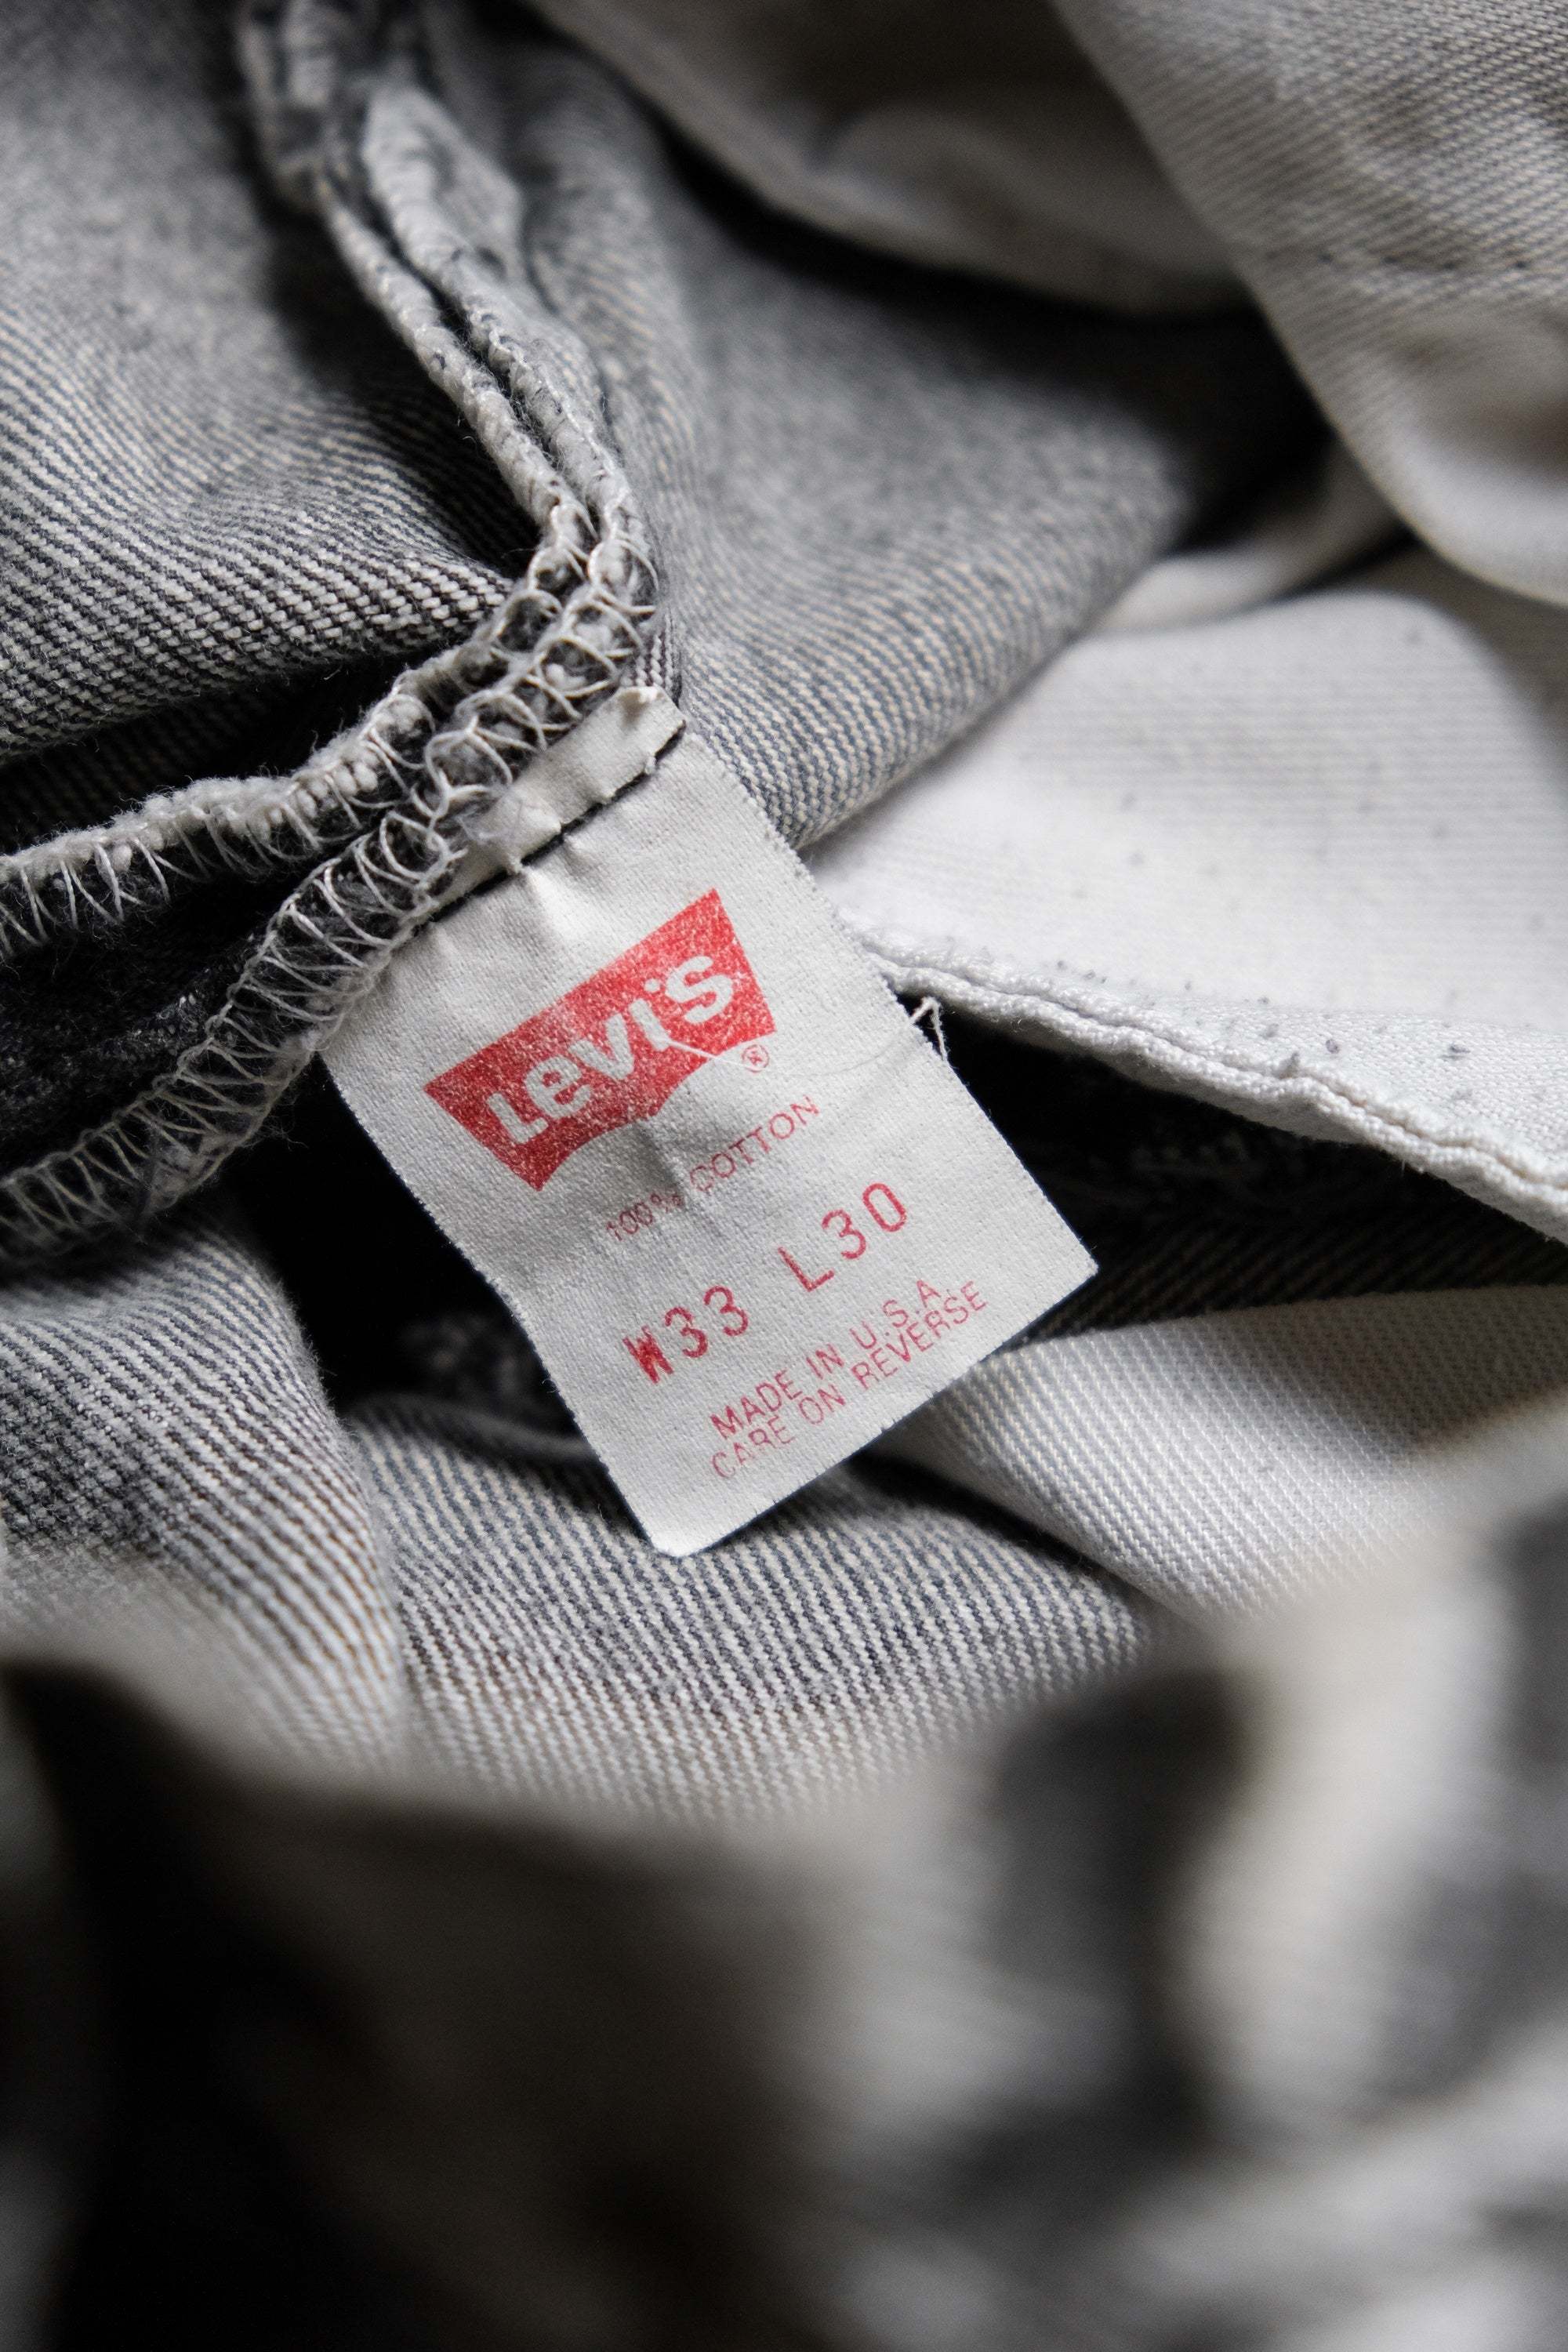 Levi's ®
100% COTTON
W33 L30
MADE IN U.S.A.
CARE ON REVERSE